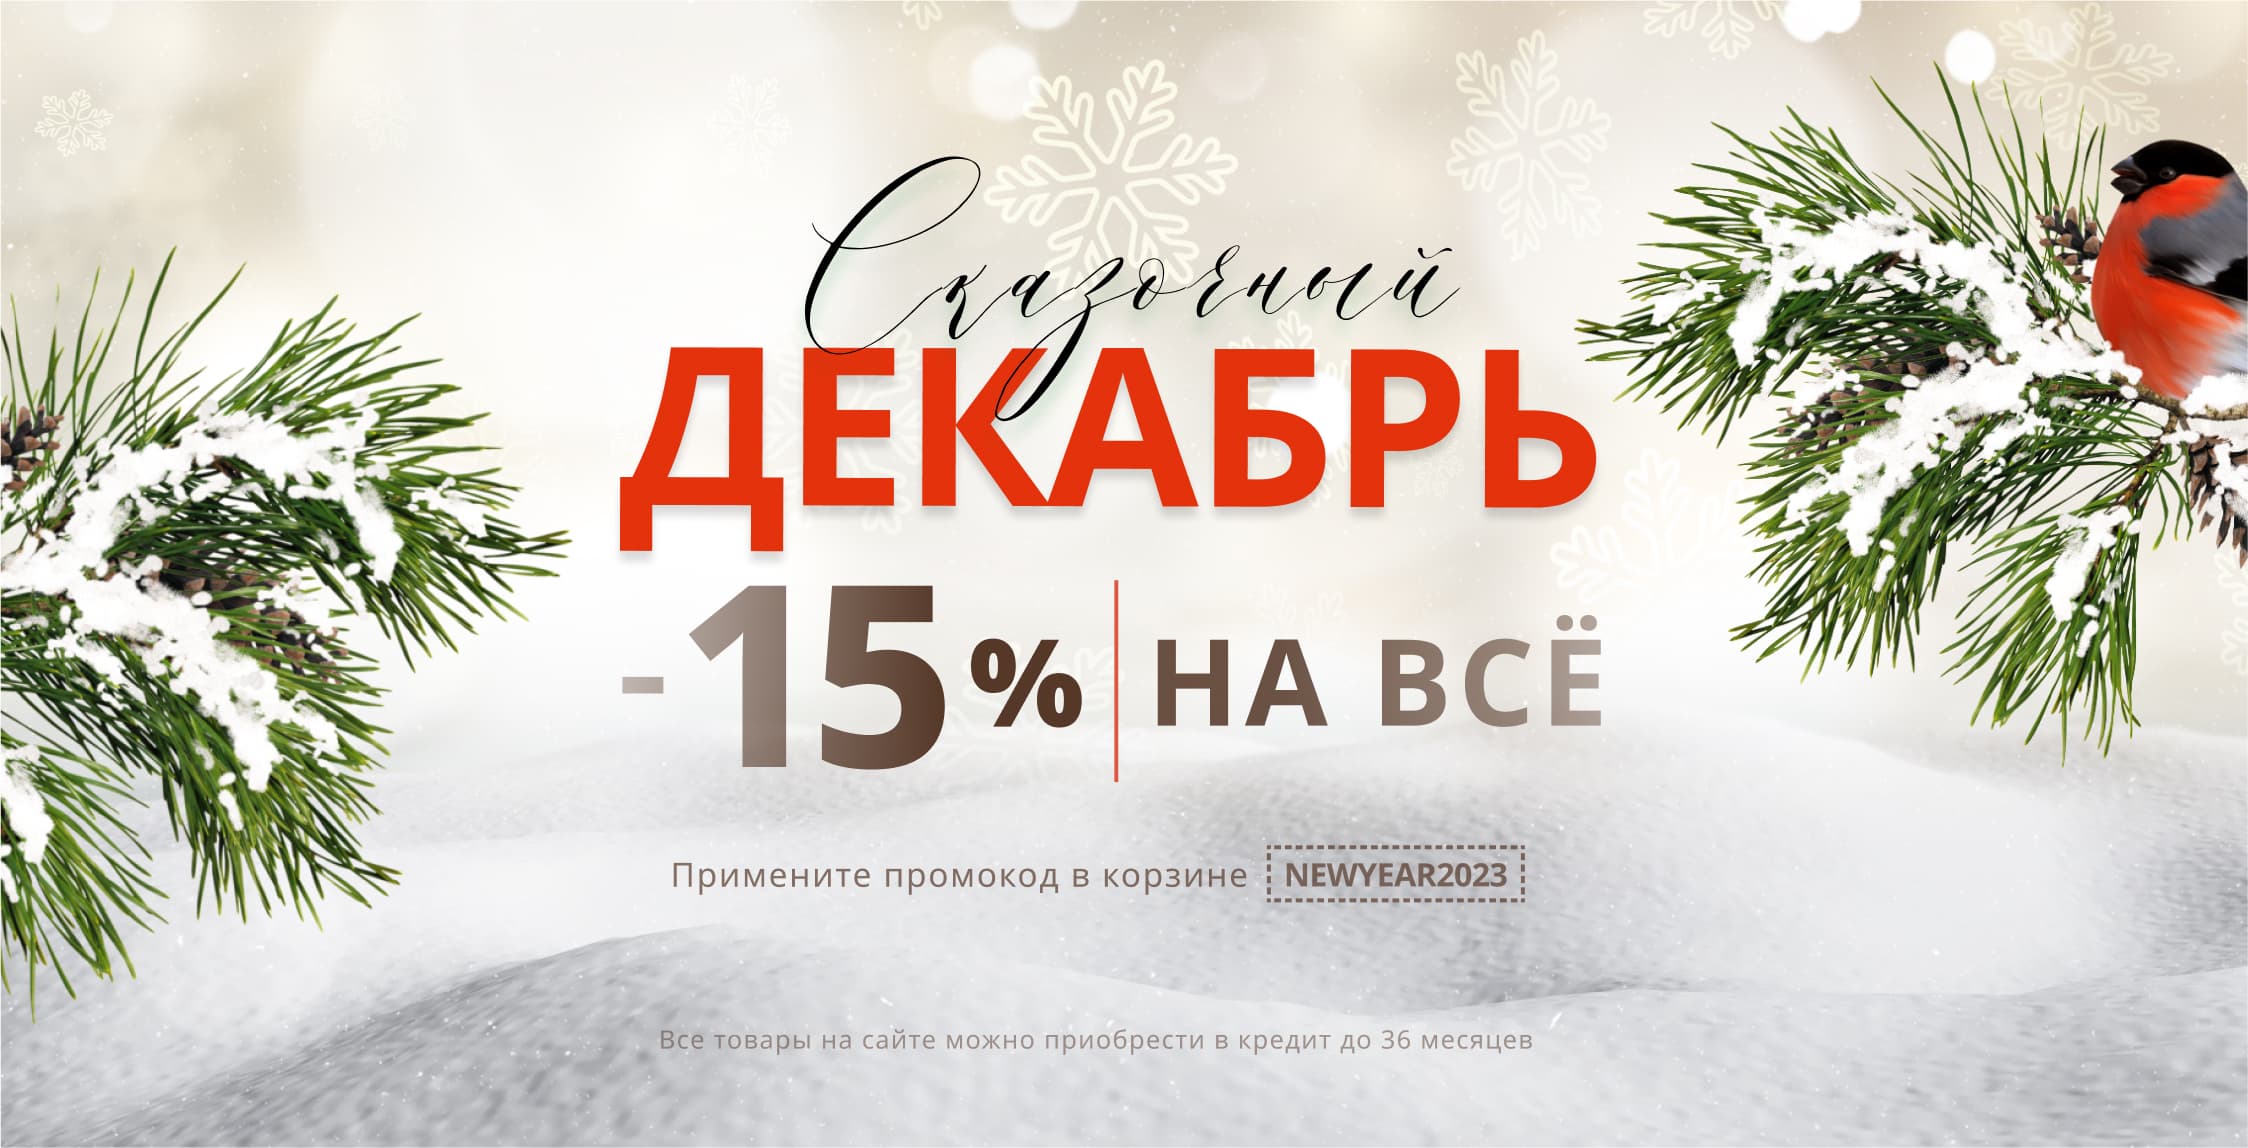 Сказочный
ДЕКАБРЬ
-15% | НА ВСЁ
Примените промокод в корзине NEWYEAR2023
Все товары на сайте можно приобрести в кредит до 36 месяцев